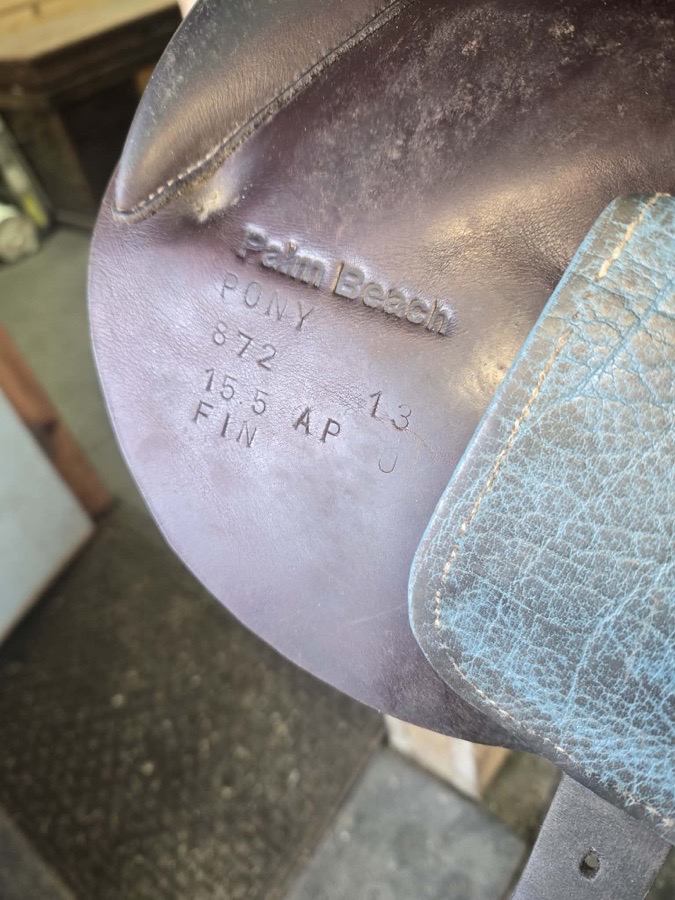 Palm Beach
PONY
872
15.5 AP 13
FIN U